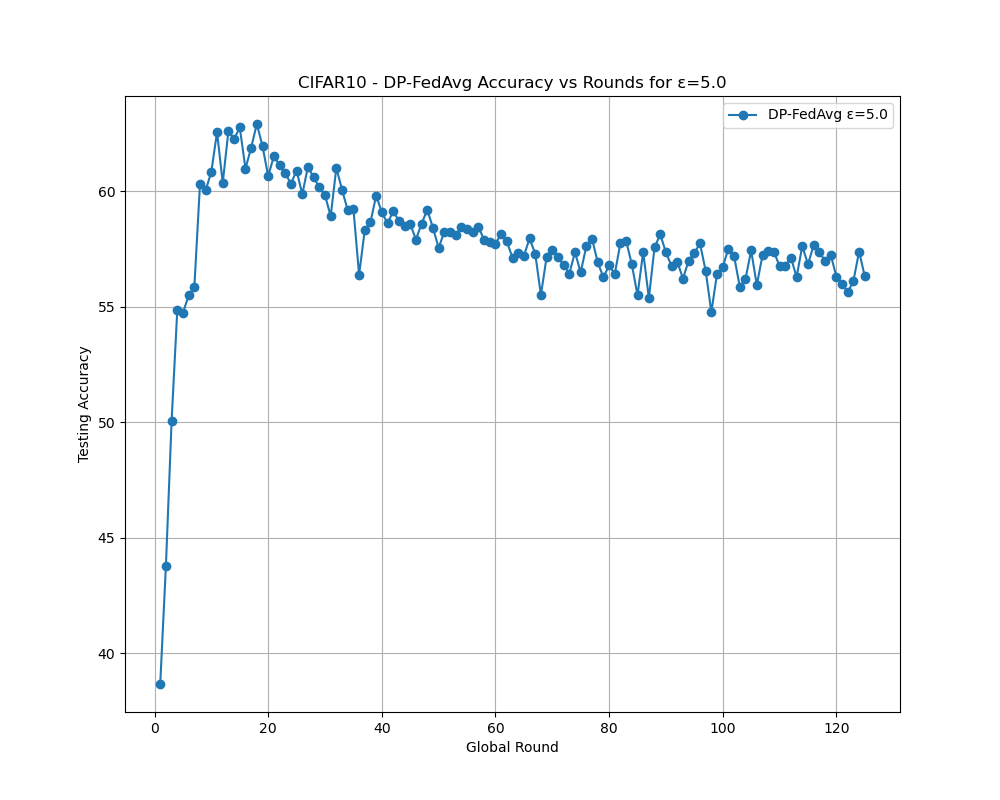 CIFAR10 - DP-FedAvg Accuracy vs Rounds for ε=5.0
DP-FedAvg ε=5.0
60
55
50
45
40
Testing Accuracy
0 20 40 60 80 100 120
Global Round